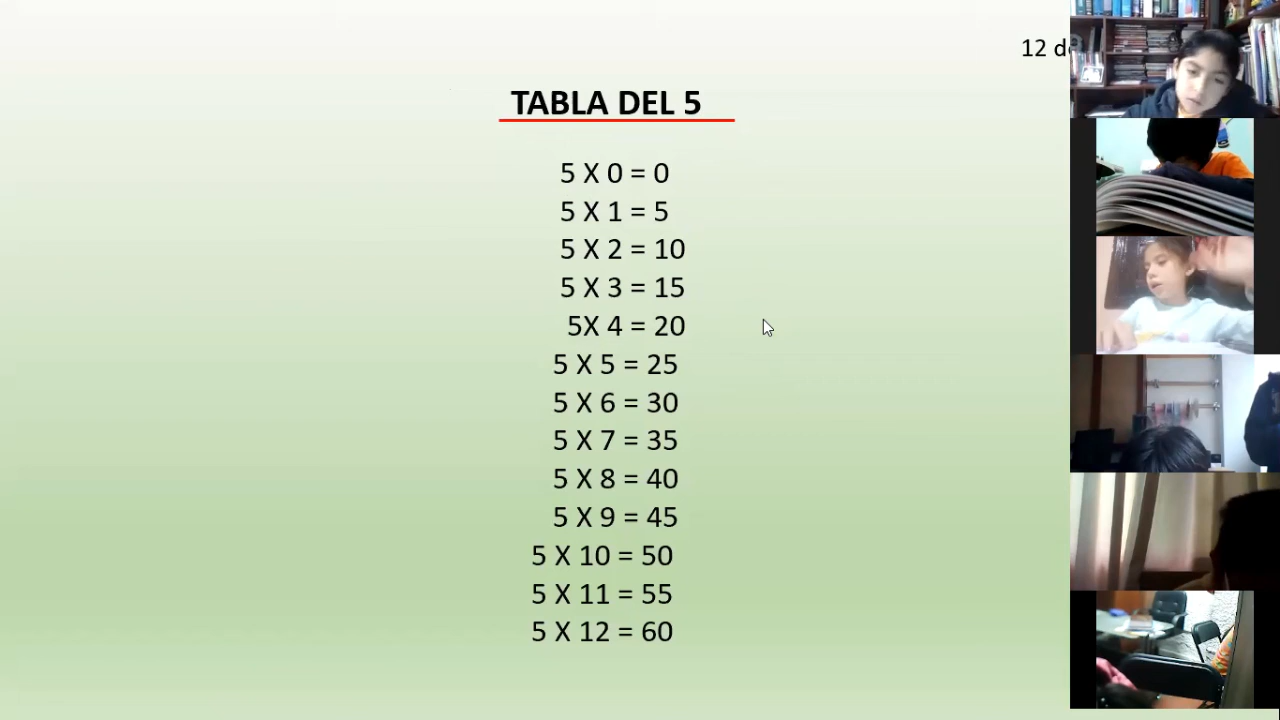 12 de
TABLA DEL 5
5 X 0 = 0
5 X 1 = 5
5 X 2 = 10
5 X 3 = 15
5X 4 = 20
5 X 5 = 25
5 X 6 = 30
5 X 7 = 35
5 X 8 = 40
5 X 9 = 45
5 X 10 = 50
5 X 11 = 55
5 X 12 = 60